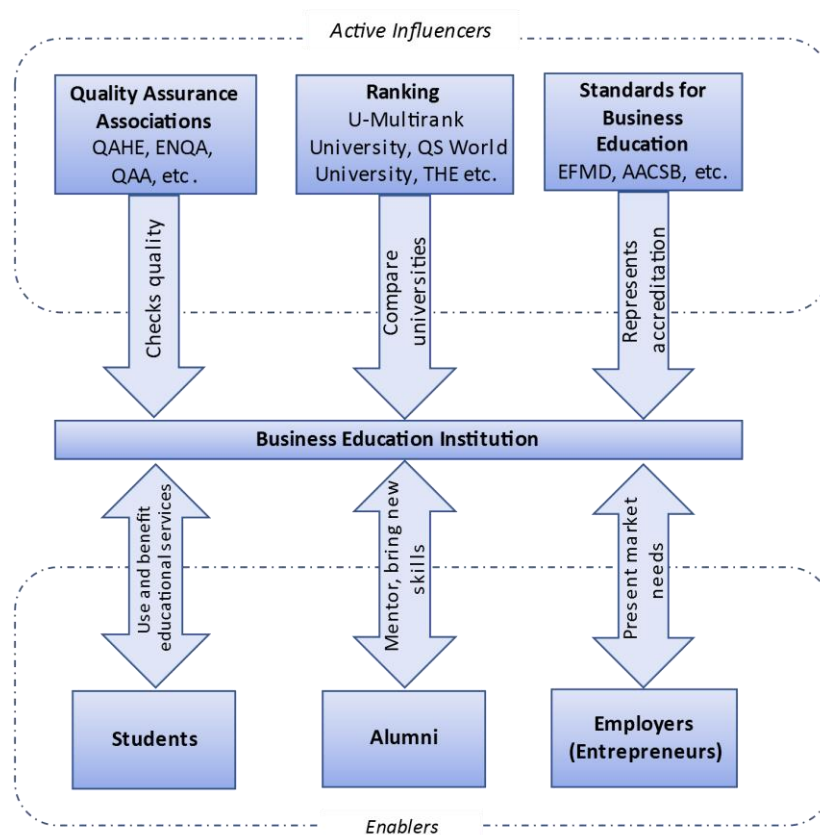 Active Influencers
Quality Assurance
Associations
QAHE, ENQA,
QAA, etc.
Ranking
U-Multirank
University, QS World
University, THE etc.
Standards for
Business
Education
EFMD, AACSB, etc.
Checks quality
Compare
universities
Represents
accreditation
Business Education Institution
Use and benefit
educational services
Mentor, bring new
skills
Present market
needs
Students
Alumni
Employers
(Entrepreneurs)
Enablers